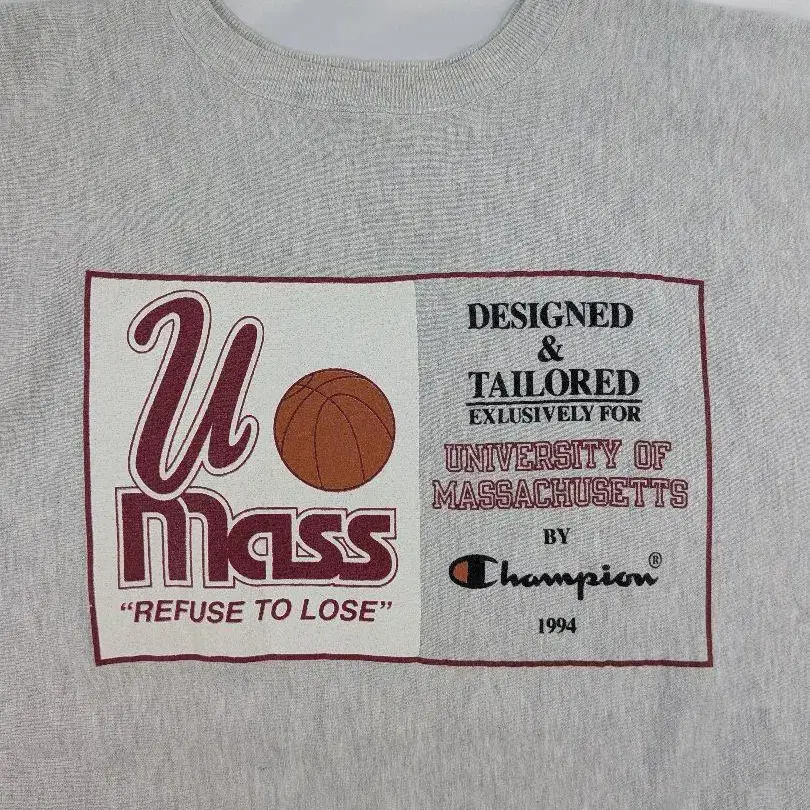 U
Mass
“REFUSE TO LOSE”
DESIGNED
&
TAILORED
EXLUSIVELY FOR
UNIVERSITY OF
MASSACHUSETTS
BY
Champion®
1994